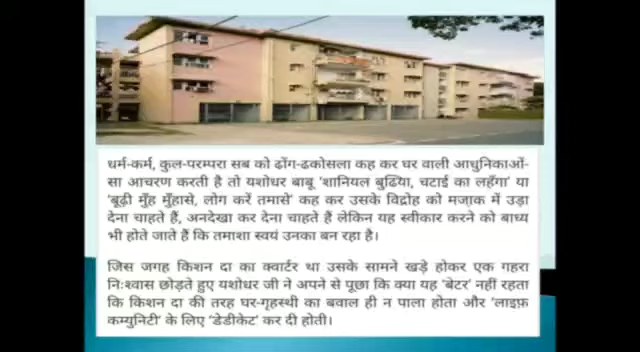 धर्म-कर्म, कुल-परम्परा सब को ढोंग-ढकोसला कह कर घर वाली आधुनिकाओं-
सा आचरण करती है तो यशोधर बाबू 'शानियल बुढिया, चटाई का लहँगा' या
'बूढ़ी मुँह मुँहासे, लोग करें तमासे' कह कर उसके विद्रोह को मज़ाक में उड़ा
देना चाहते हैं, अनदेखा कर देना चाहते हैं लेकिन यह स्वीकार करने को बाध्य
भी होते जाते हैं कि तमाशा स्वयं उनका बन रहा है।
जिस जगह किशन दा का क्वार्टर था उसके सामने खड़े होकर एक गहरा
निःश्वास छोड़ते हुए यशोधर जी ने अपने से पूछा कि क्या यह 'बेटर' नहीं रहता
कि किशन दा की तरह घर-गृहस्थी का बवाल ही न पाला होता और 'लाइफ़
कम्युनिटी' के लिए 'डेडीकेट' कर दी होती।